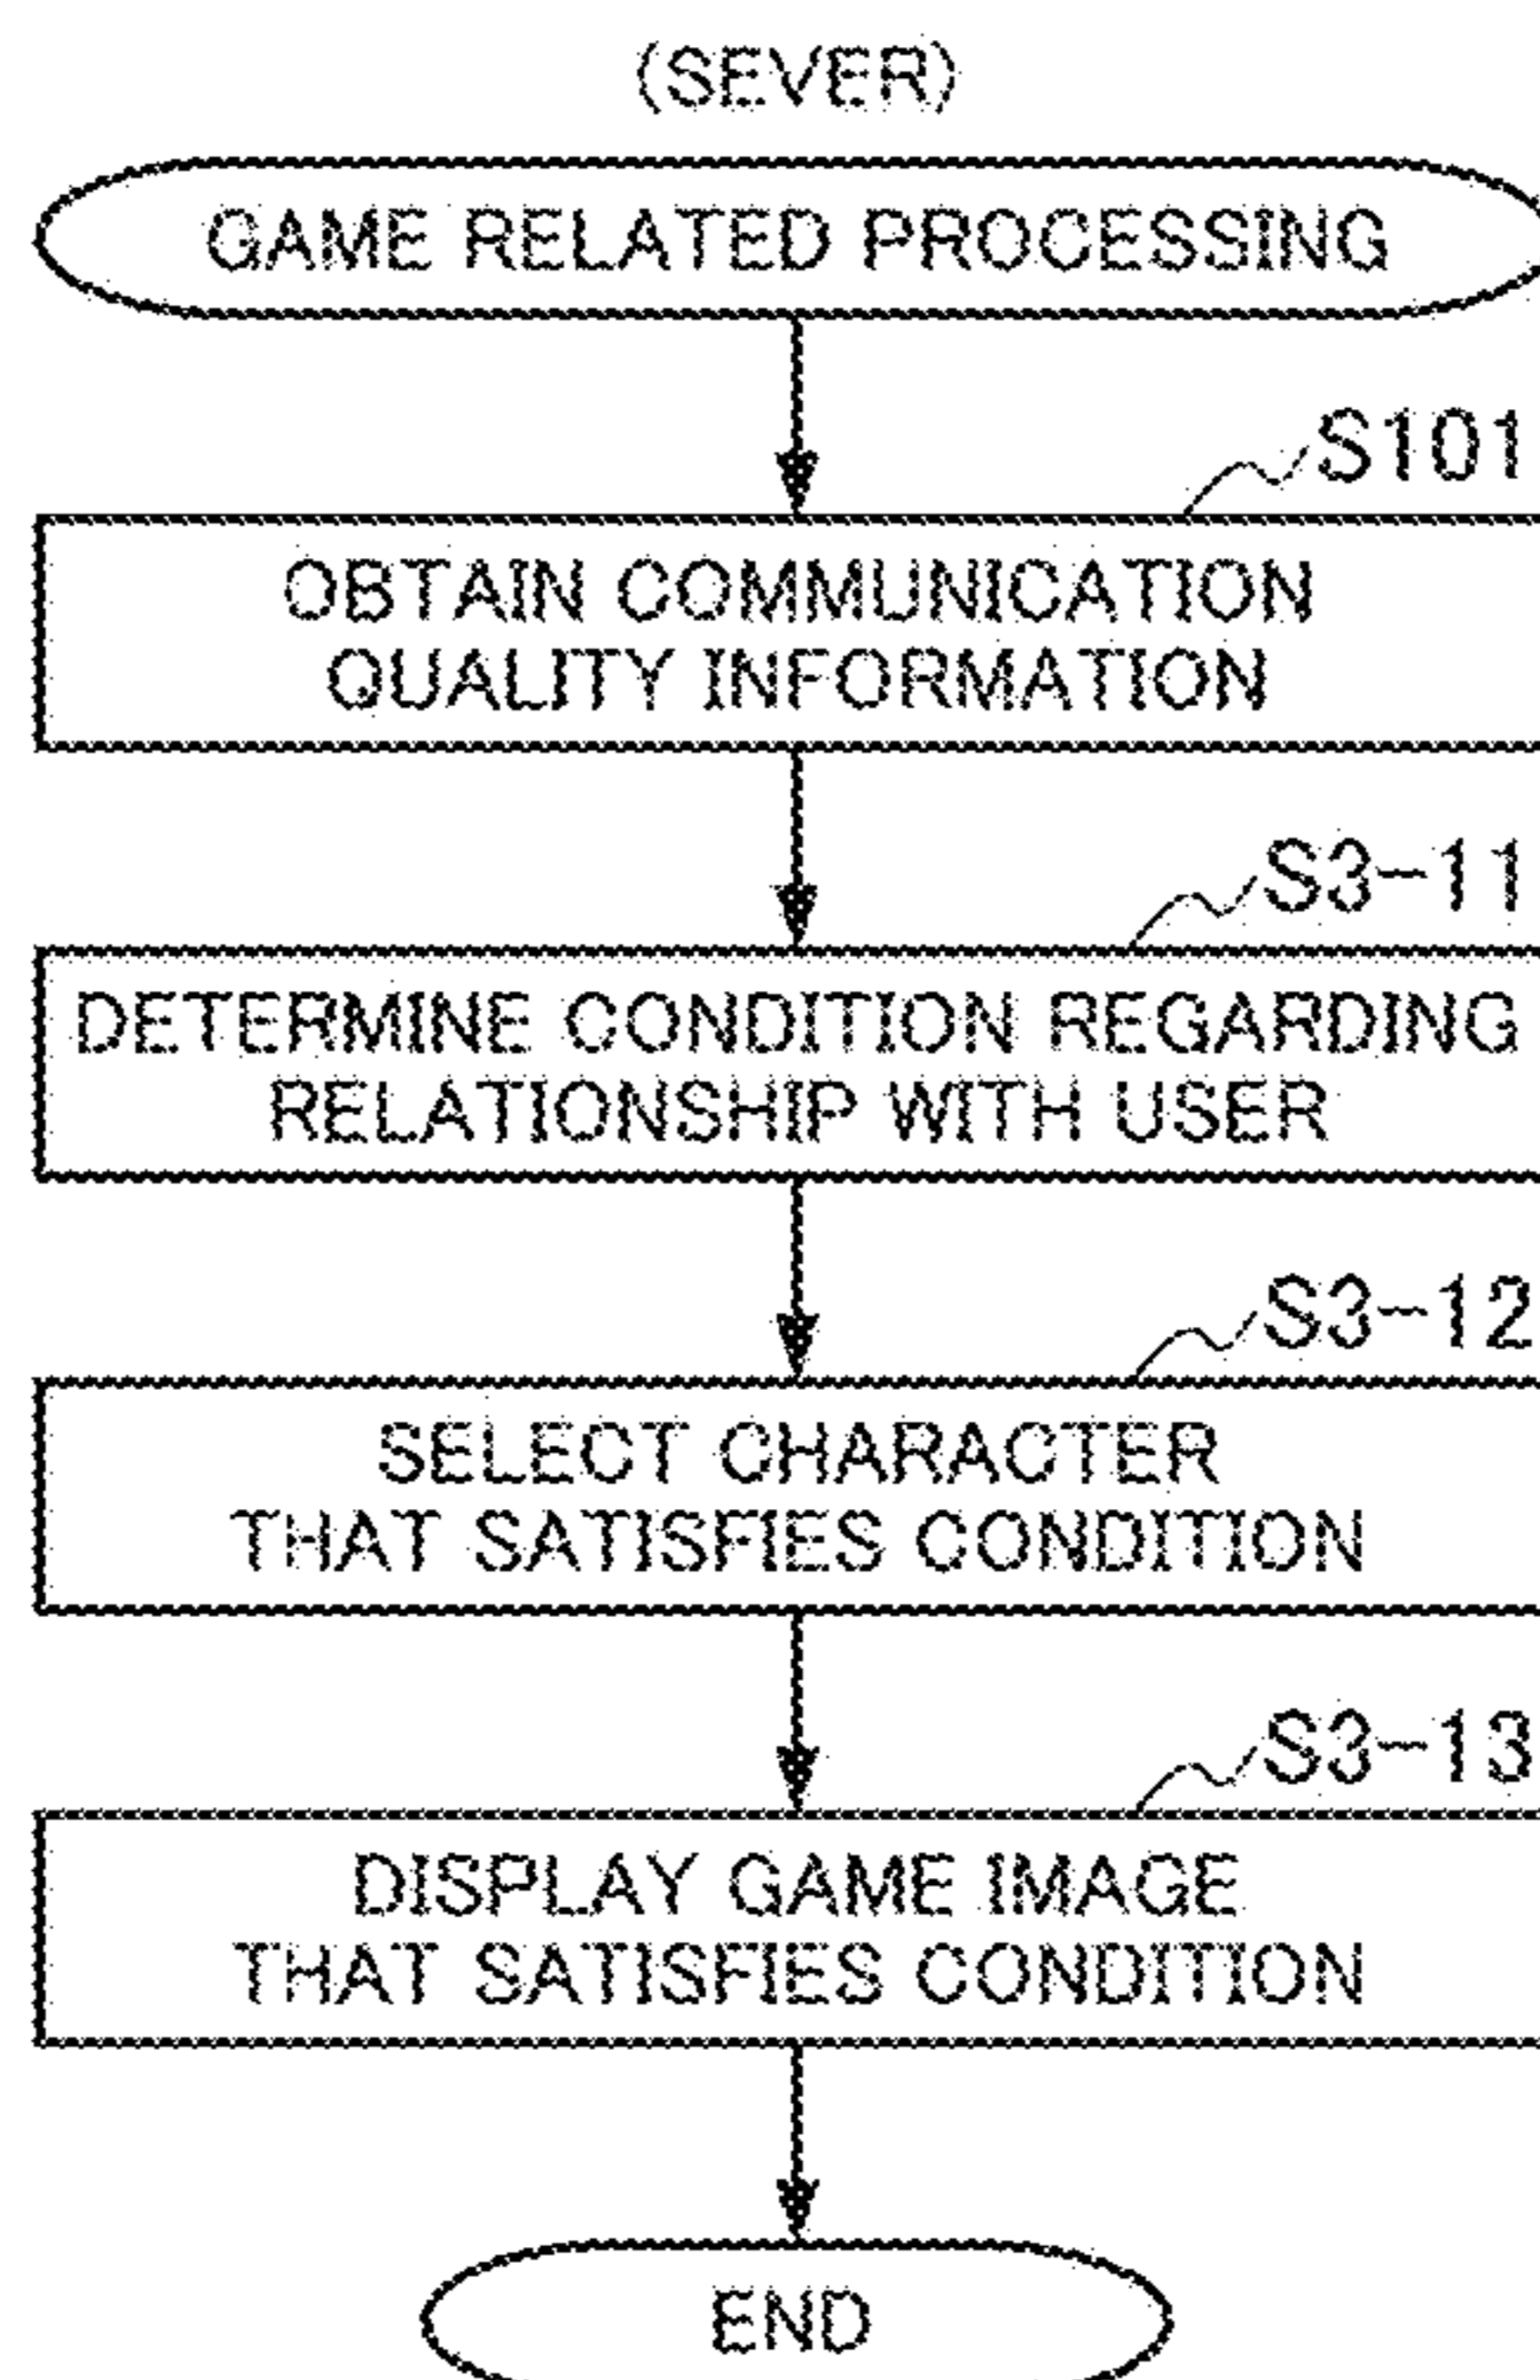 (SEVER)
GAME RELATED PROCESSING
S101
OBTAIN COMMUNICATION
QUALITY INFORMATION
S3-11
DETERMINE CONDITION REGARDING
RELATIONSHIP WITH USER
S3-12
SELECT CHARACTER
THAT SATISFIES CONDITION
S3-13
DISPLAY GAME IMAGE
THAT SATISFIES CONDITION
END